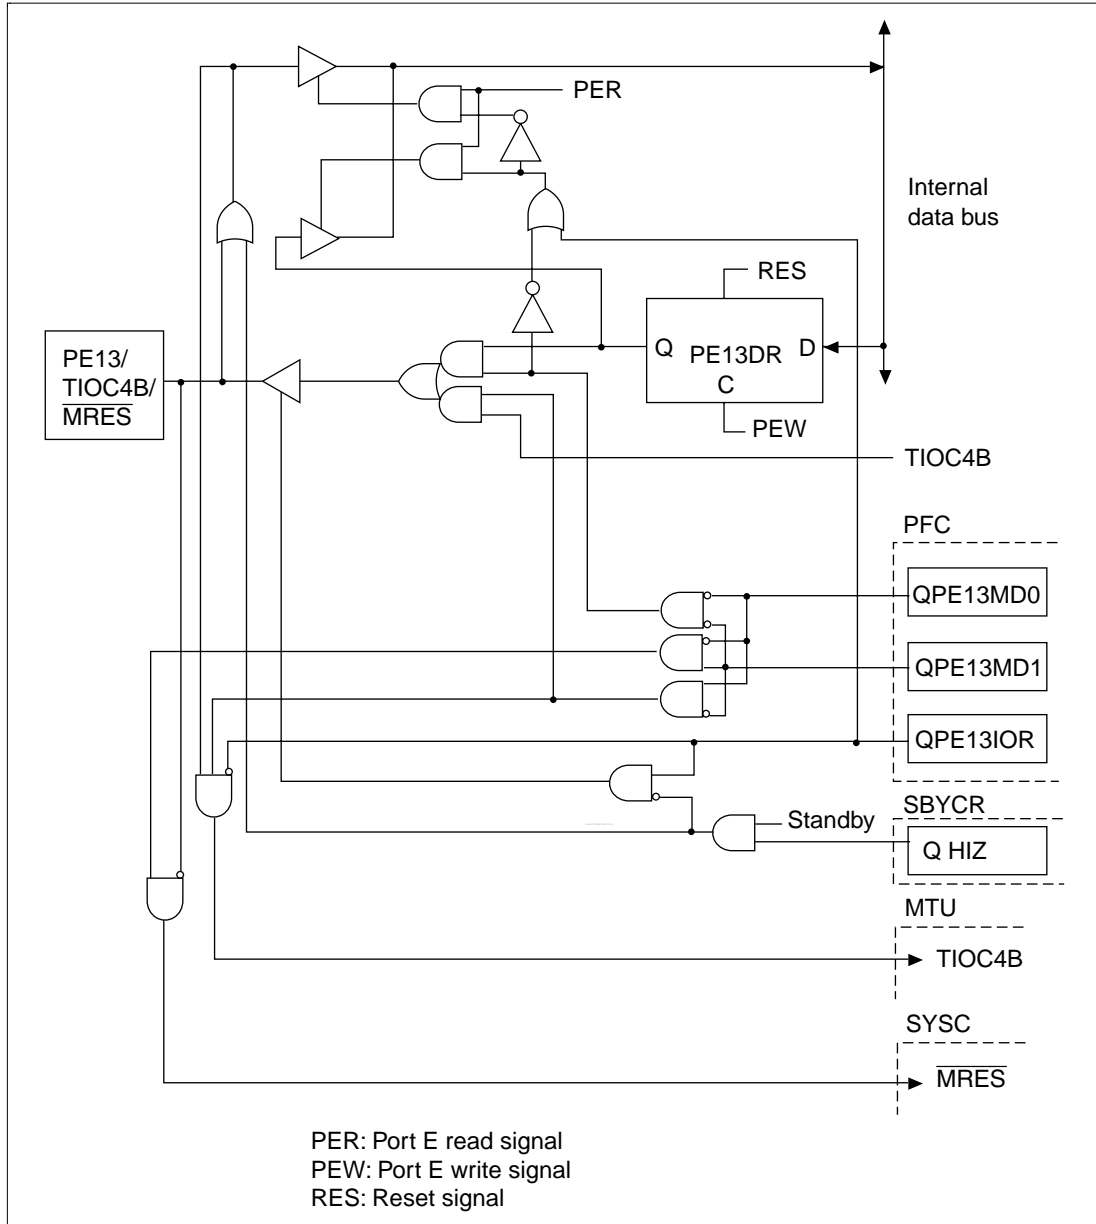 PER
Internal
data bus
RES
Q PE13DR D
C
PEW
PE13/
TIOC4B/
MRES
TIOC4B
PFC
QPE13MD0
QPE13MD1
QPE13IOR
SBYCR
Standby
Q HIZ
MTU
TIOC4B
SYSC
MRES
PER: Port E read signal
PEW: Port E write signal
RES: Reset signal